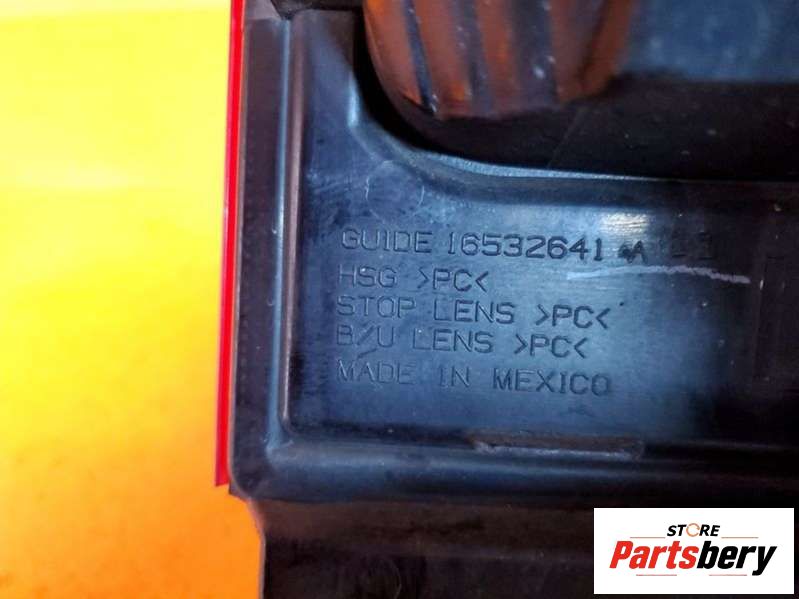 GUIDE 16532641 A
HSG >PC<
STOP LENS >PC<
B/U LENS >PC<
MADE IN MEXICO
STORE
Partsbery